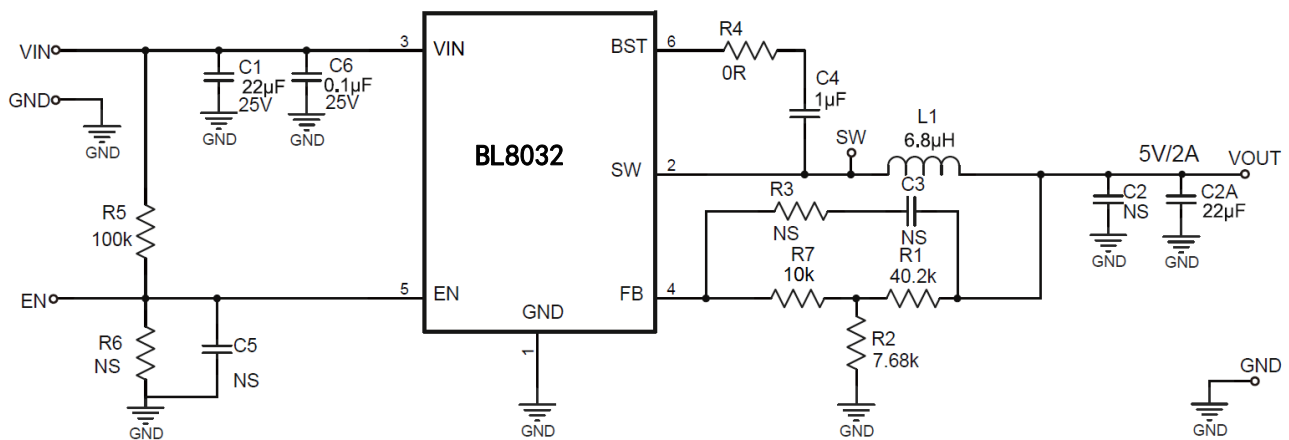 VIN
3
VIN
BST
6
R4
0R
C1
22μF
25V
GND
C6
0.1μF
25V
GND
C4
1μF
GND
GND
BL8032
SW
2
SW
L1
6.8μH
5V/2A
VOUT
C2
NS
GND
C2A
22μF
GND
R3
NS
C3
NS
R5
100k
R7
10k
R1
40.2k
EN
5
EN
FB
4
GND
1
GND
R6
NS
C5
NS
GND
R2
7.68k
GND
GND
GND